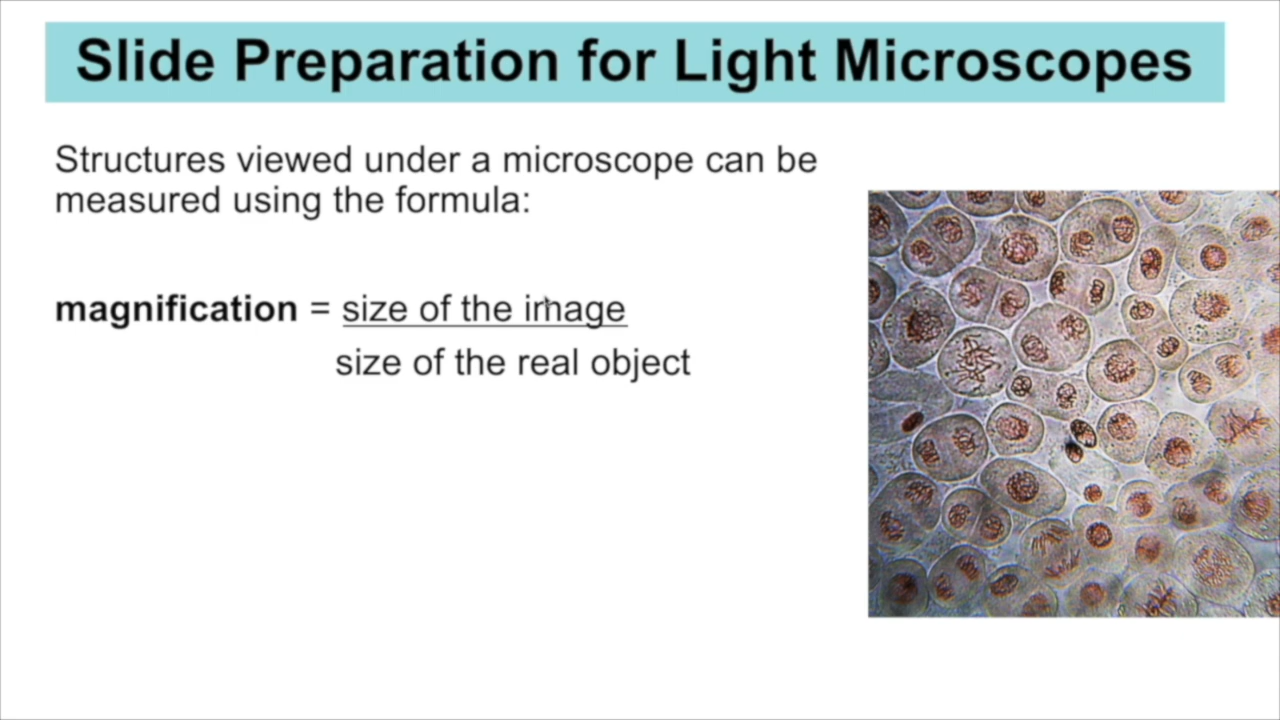 Slide Preparation for Light Microscopes
Structures viewed under a microscope can be
measured using the formula:
magnification = size of the image
size of the real object